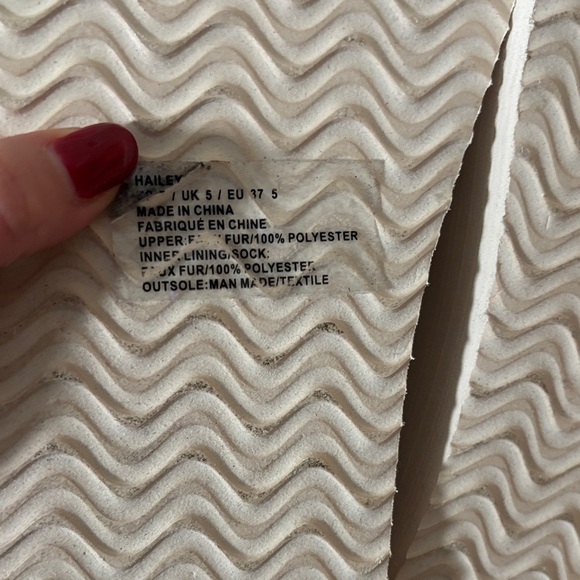 HAILEY
/ UK 5 / EU 37 5
MADE IN CHINA
FABRIQUÉ EN CHINE
UPPER: FUR/100% POLYESTER
INNER LINING/SOCK:
FUR/100% POLYESTER
OUTSOLE:MAN MADE/TEXTILE